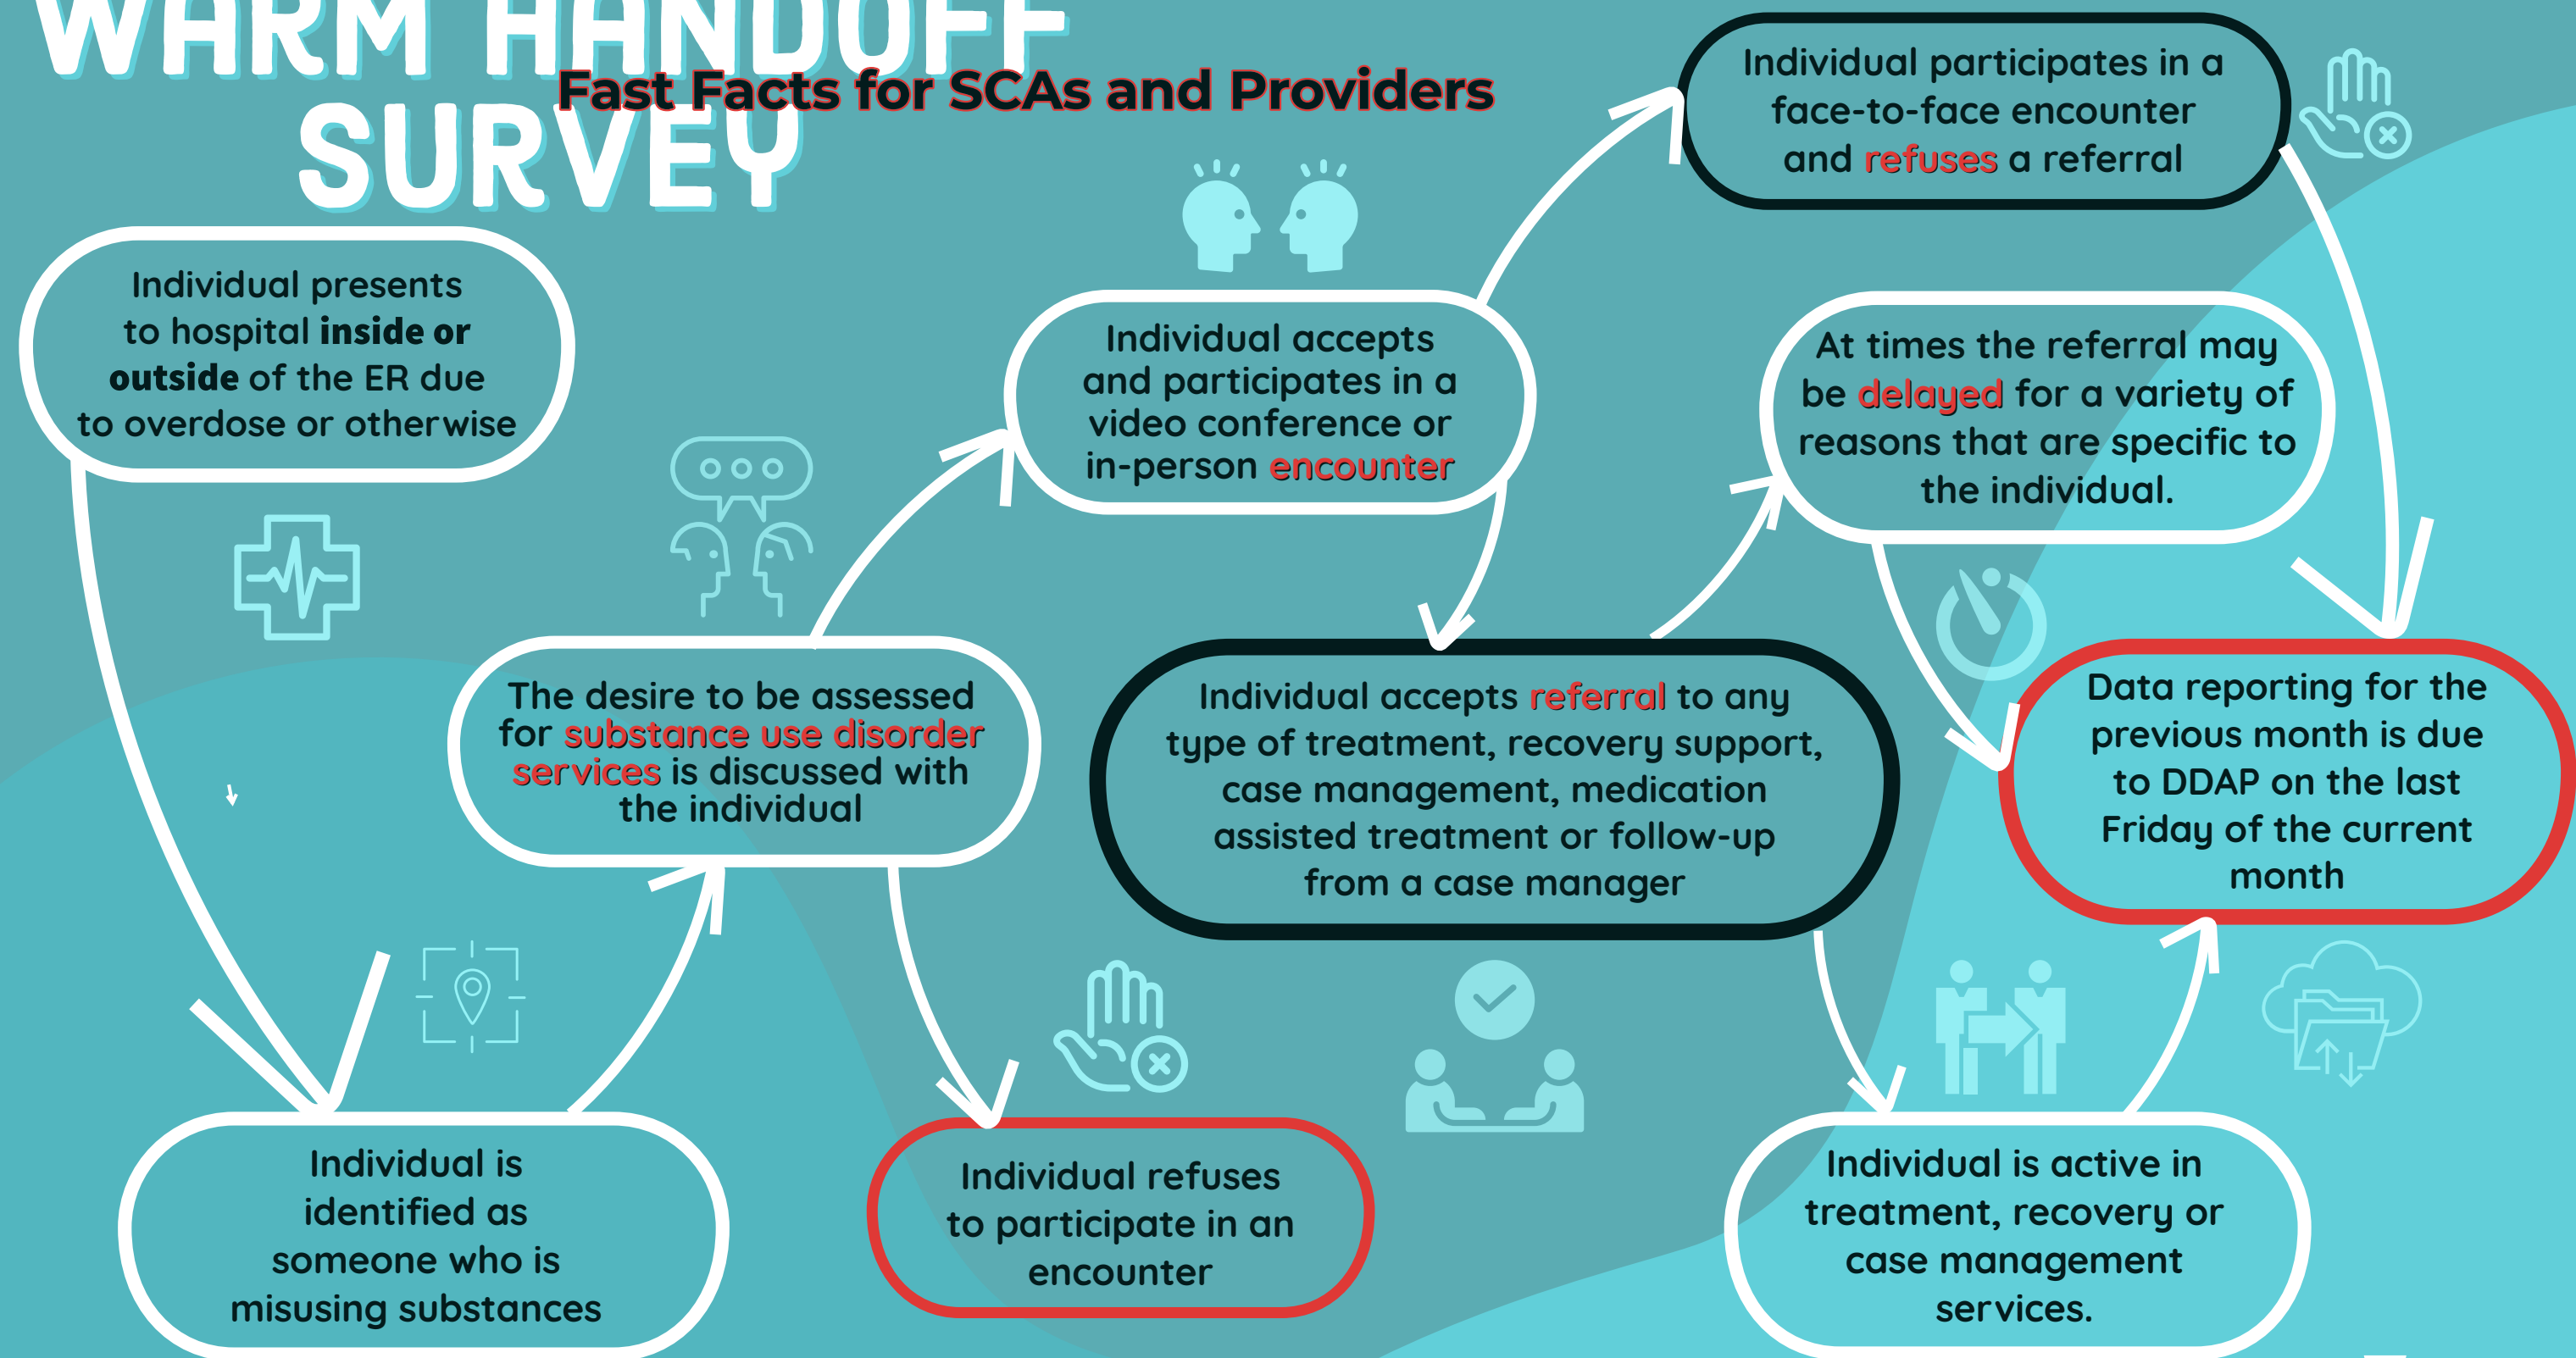 WARM HANDOFF
SURVEY
Fast Facts for SCAs and Providers
Individual presents
to hospital inside or
outside of the ER due
to overdose or otherwise
Individual is
identified as
someone who is
misusing substances
The desire to be assessed
for substance use disorder
services is discussed with
the individual
Individual refuses
to participate in an
encounter
Individual accepts
and participates in a
video conference or
in-person encounter
Individual participates in a
face-to-face encounter
and refuses a referral
Individual accepts referral to any
type of treatment, recovery support,
case management, medication
assisted treatment or follow-up
from a case manager
At times the referral may
be delayed for a variety of
reasons that are specific to
the individual.
Individual is active in
treatment, recovery or
case management
services.
Data reporting for the
previous month is due
to DDAP on the last
Friday of the current
month